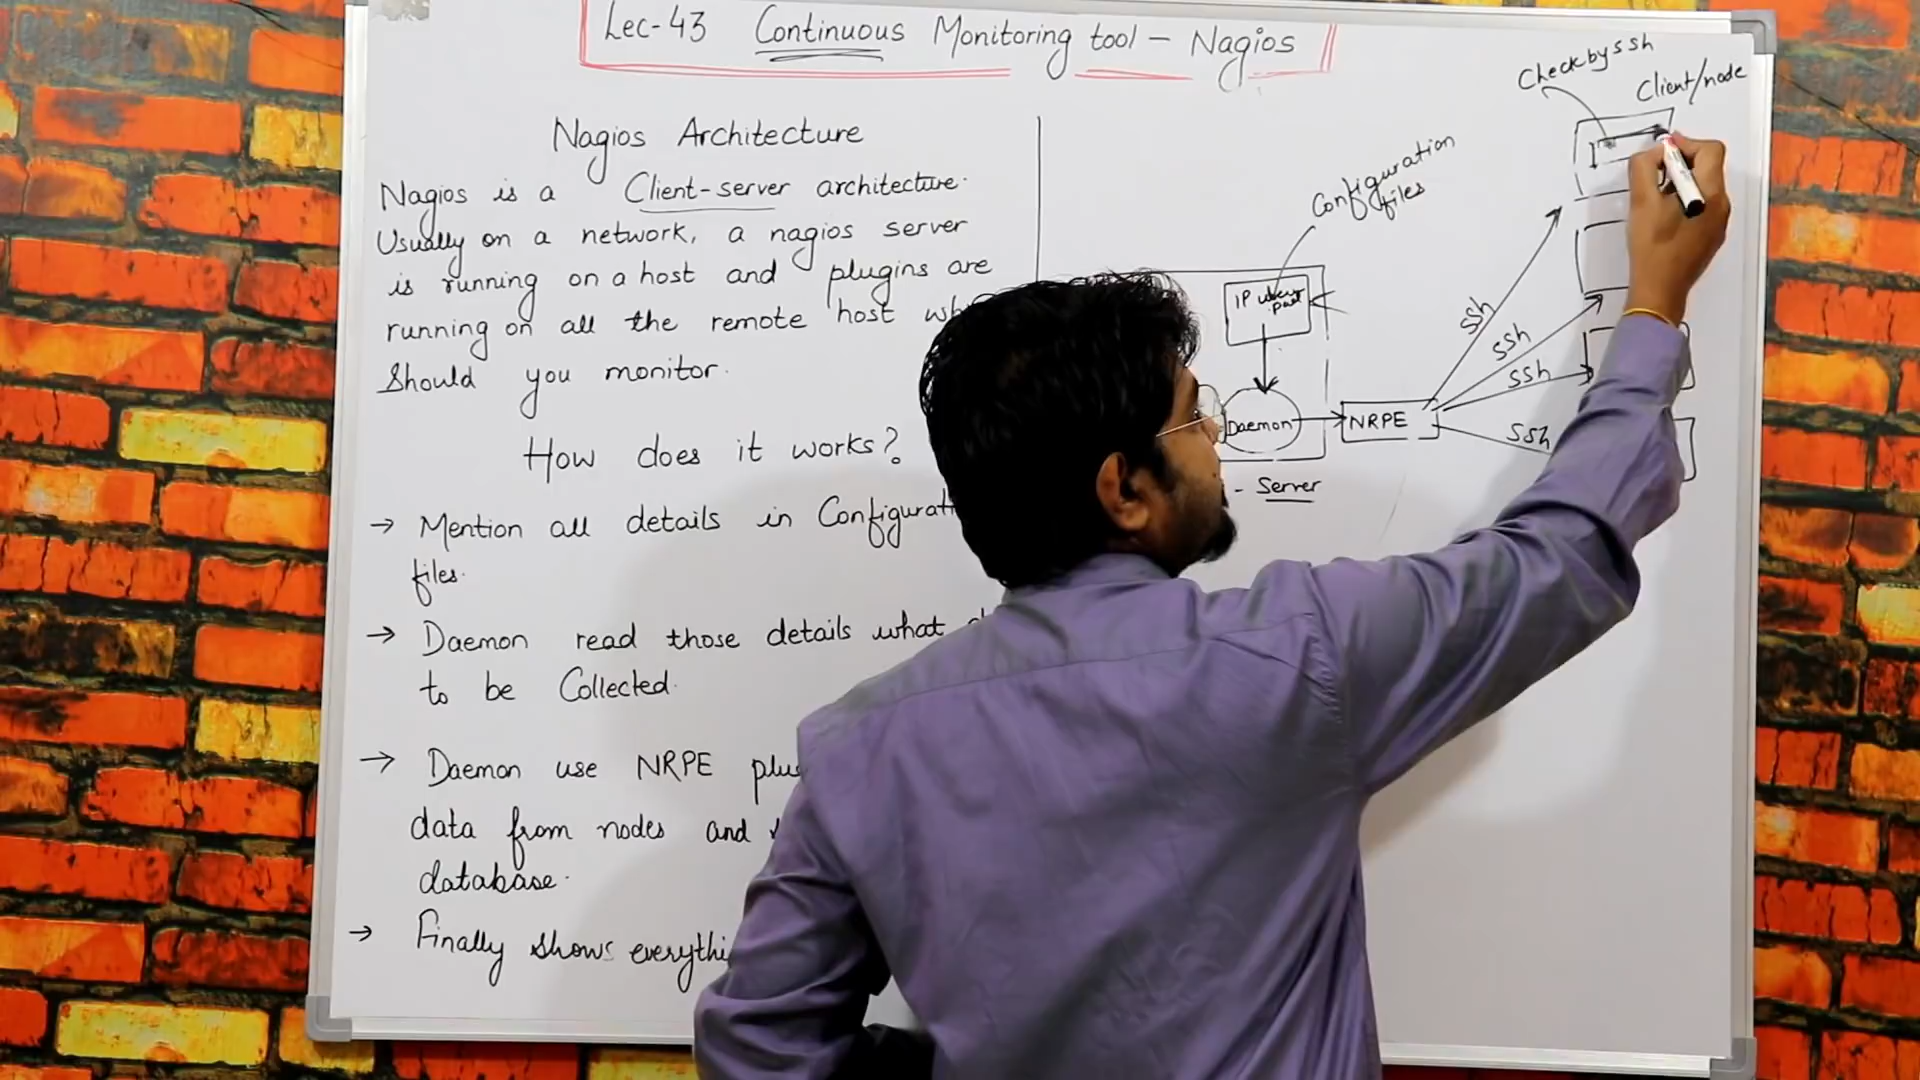 Lec-43 Continuous Monitoring tool - Nagios
Nagios Architecture
Nagios is a Client-server architecture.
Usually on a network, a nagios server
is running on a host and plugins are
running on all the remote host
should you monitor.
How does it works?
→ Mention all details in
files.
→ Daemon read those details what
to be Collected.
→ Daemon use NRPE
data from nodes and
database.
→ Finally shows
Check by ssh
Client/node
Configuration
files
IP
Daemon
NRPE
ssh
ssh
ssh
ssh
- Server